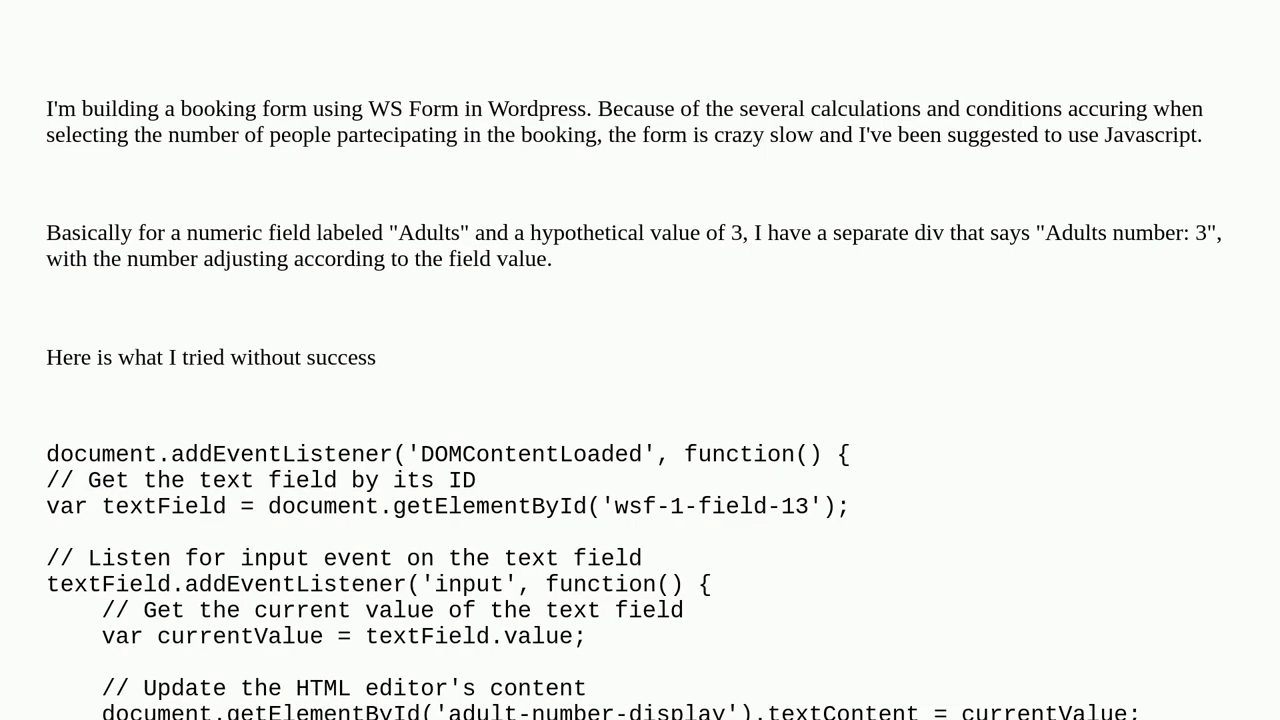 I'm building a booking form using WS Form in Wordpress. Because of the several calculations and conditions accuring when
selecting the number of people partecipating in the booking, the form is crazy slow and I've been suggested to use Javascript.
Basically for a numeric field labeled "Adults" and a hypothetical value of 3, I have a separate div that says "Adults number: 3",
with the number adjusting according to the field value.
Here is what I tried without success
document.addEventListener('DOMContentLoaded', function() {
// Get the text field by its ID
var textField = document.getElementById('wsf-1-field-13');
// Listen for input event on the text field
textField.addEventListener('input', function() {
    // Get the current value of the text field
    var currentValue = textField.value;
    // Update the HTML editor's content
    document.getElementById('adult-number-display').textContent = currentValue;